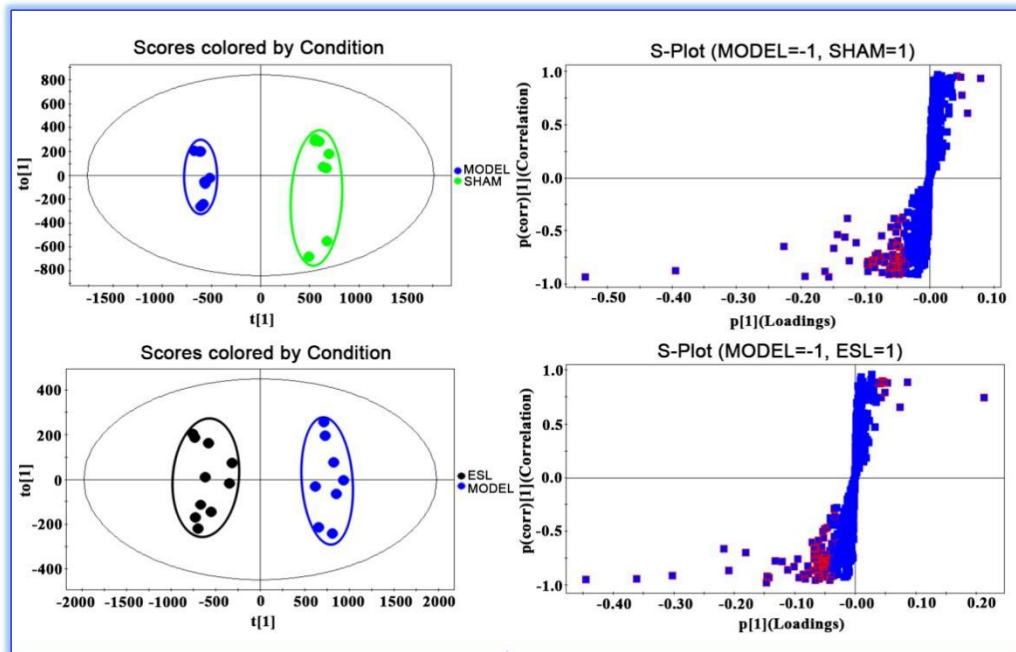 Scores colored by Condition
to[1]
800
600
400
200
0
-200
-400
-600
-800
-1500 -1000 -500 0 500 1000 1500
t[1]
MODEL
SHAM
S-Plot (MODEL=-1, SHAM=1)
p(corr)[1](Correlation)
1.0
0.5
0.0
-0.5
-1.0
-0.50 -0.40 -0.30 -0.20 -0.10 -0.00 0.10
p[1](Loadings)
Scores colored by Condition
to[1]
400
200
0
-200
-400
-2000 -1500 -1000 -500 0 500 1000 1500 2000
t[1]
ESL
MODEL
S-Plot (MODEL=-1, ESL=1)
p(corr)[1](Correlation)
1.0
0.5
0.0
-0.5
-1.0
-0.40 -0.30 -0.20 -0.10 -0.00 0.10 0.20
p[1](Loadings)